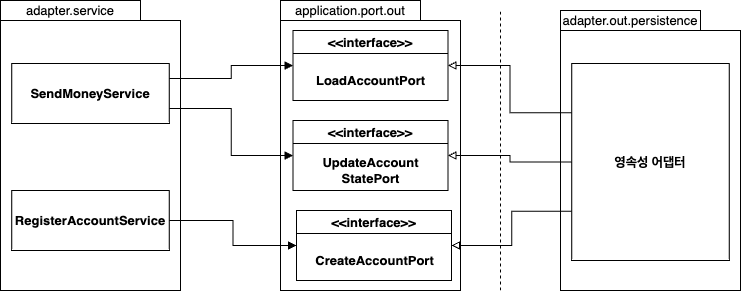 adapter.service
SendMoneyService
RegisterAccountService
application.port.out
<<interface>>
LoadAccountPort
<<interface>>
UpdateAccount
StatePort
<<interface>>
CreateAccountPort
adapter.out.persistence
영속성 어댑터